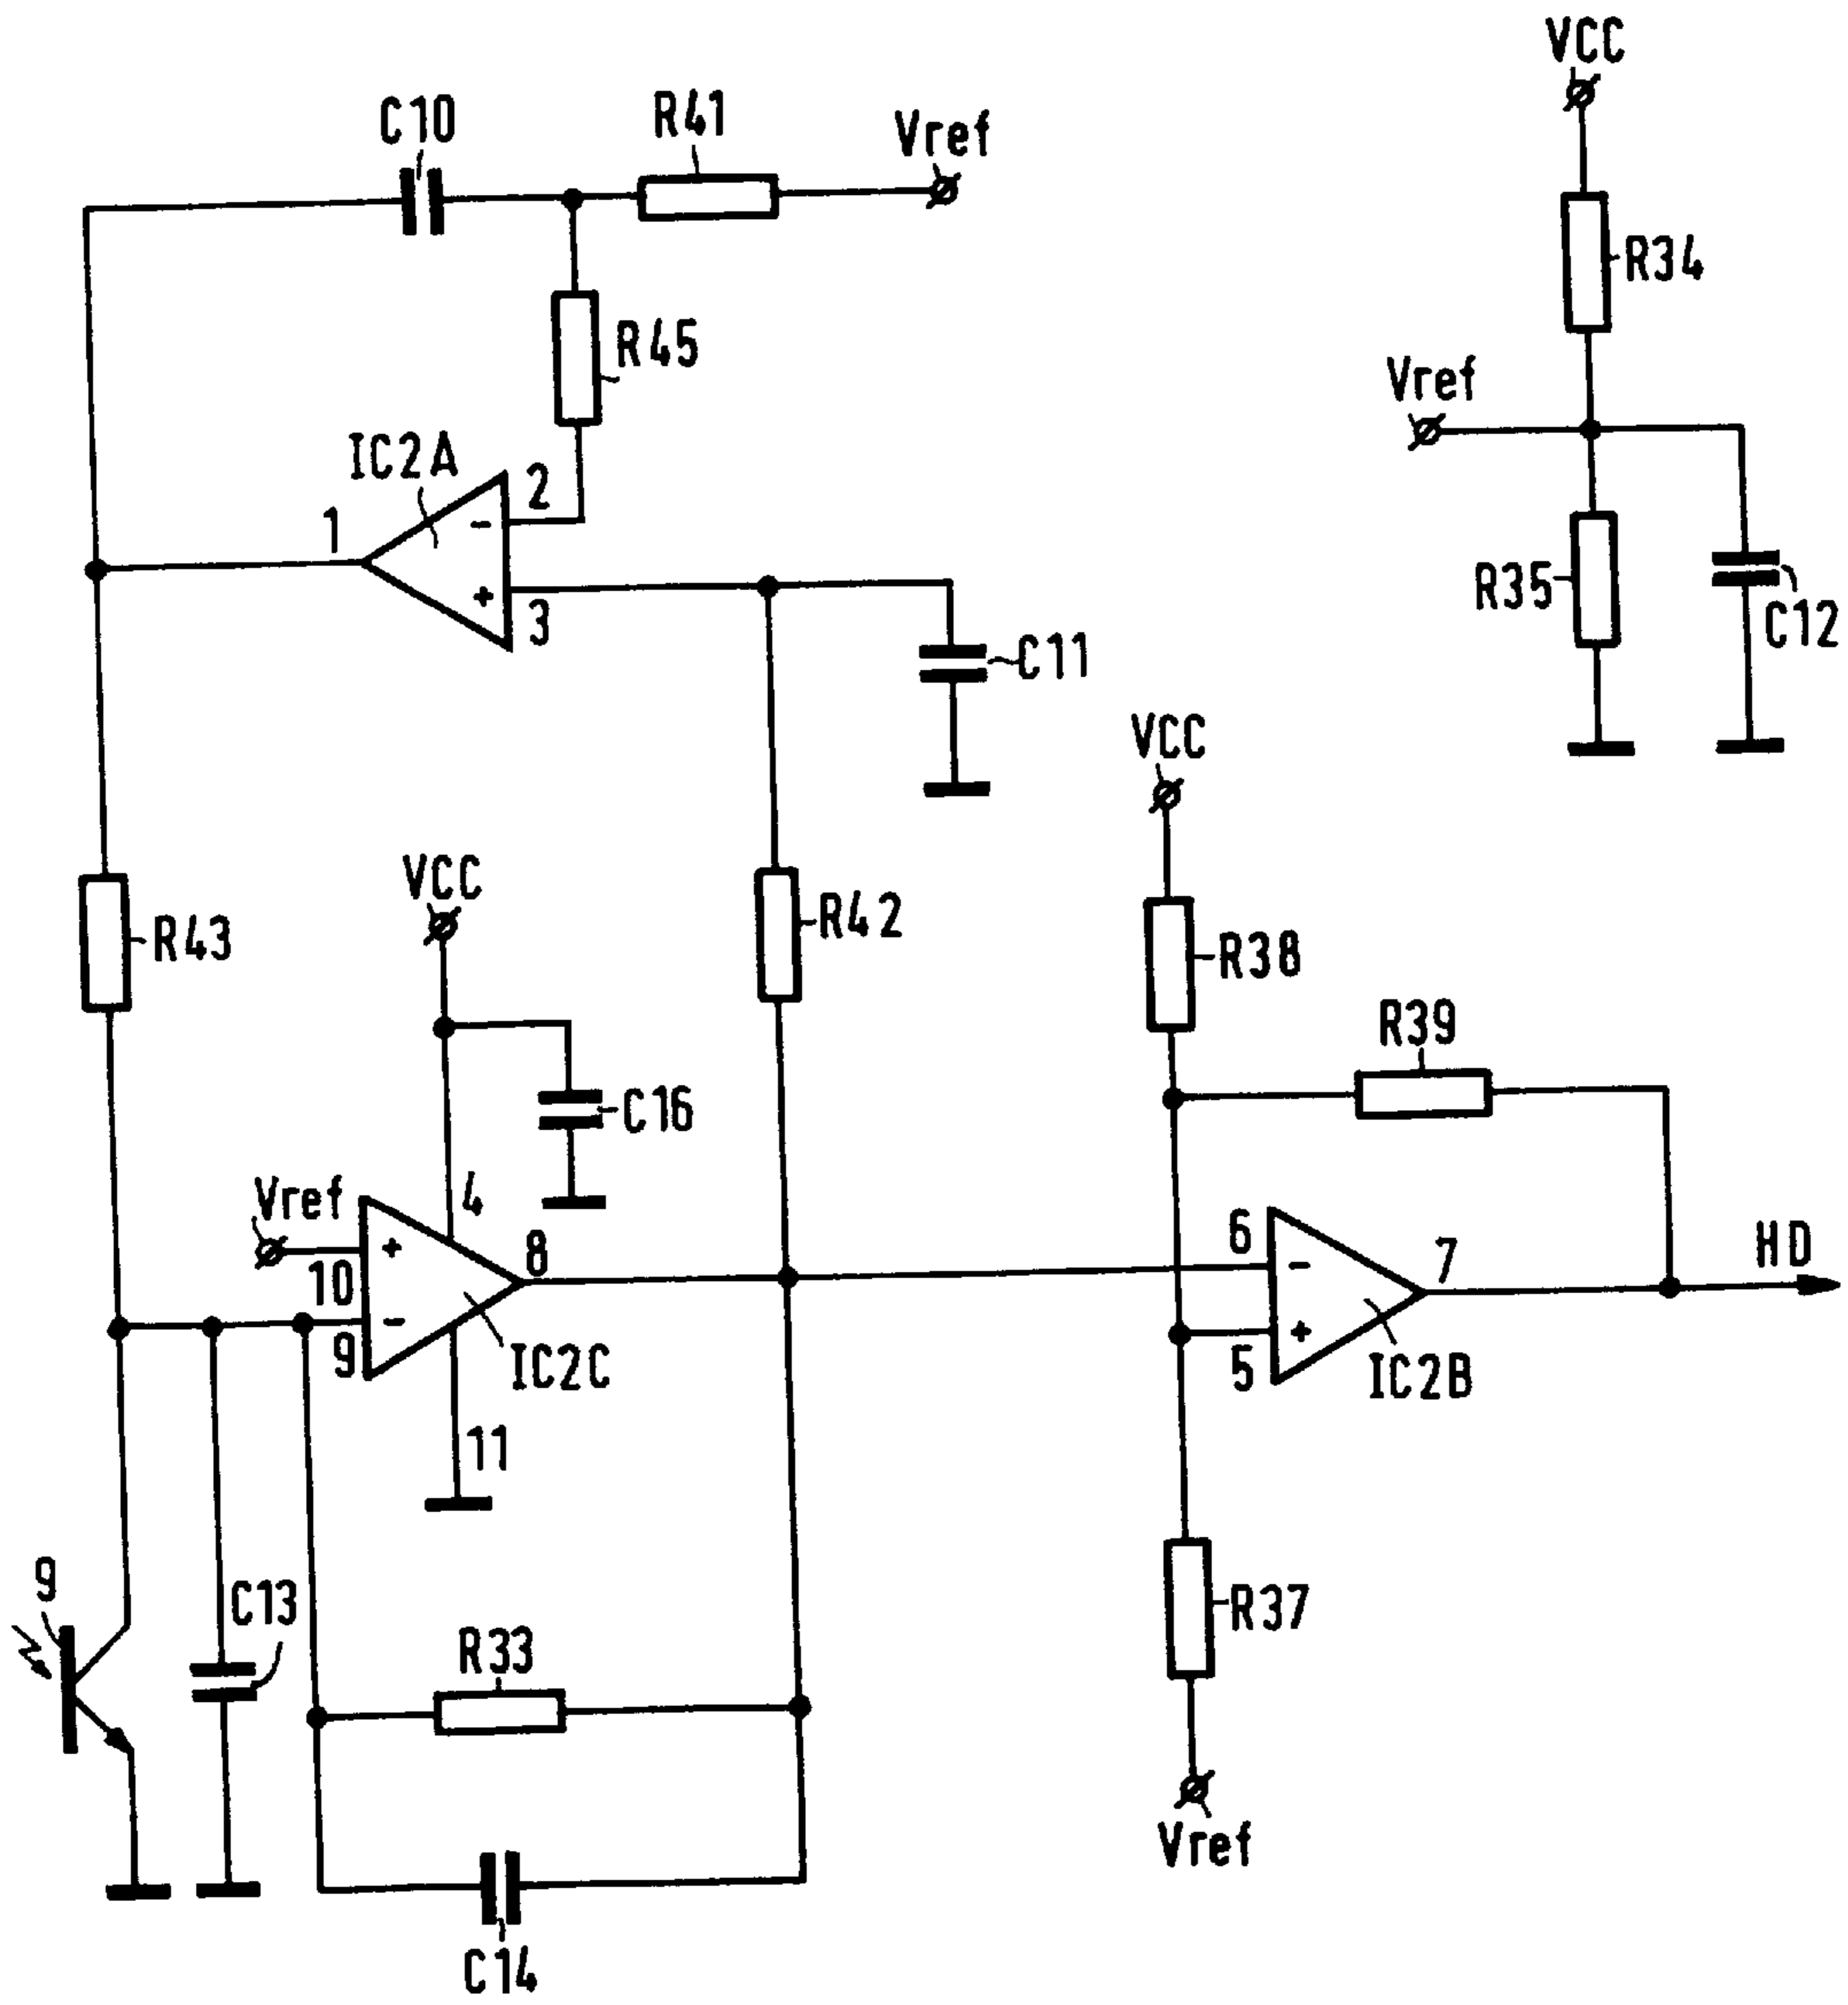 VCC
C10
R41
Vref
R34
R45
Vref
IC2A
2
1
-
+
3
R35
C12
C11
VCC
VCC
R43
R42
R38
R39
C16
Vref
4
+
8
6
7
HD
10
-
-
+
9
IC2C
5
IC2B
11
9
C13
R33
R37
Vref
C14